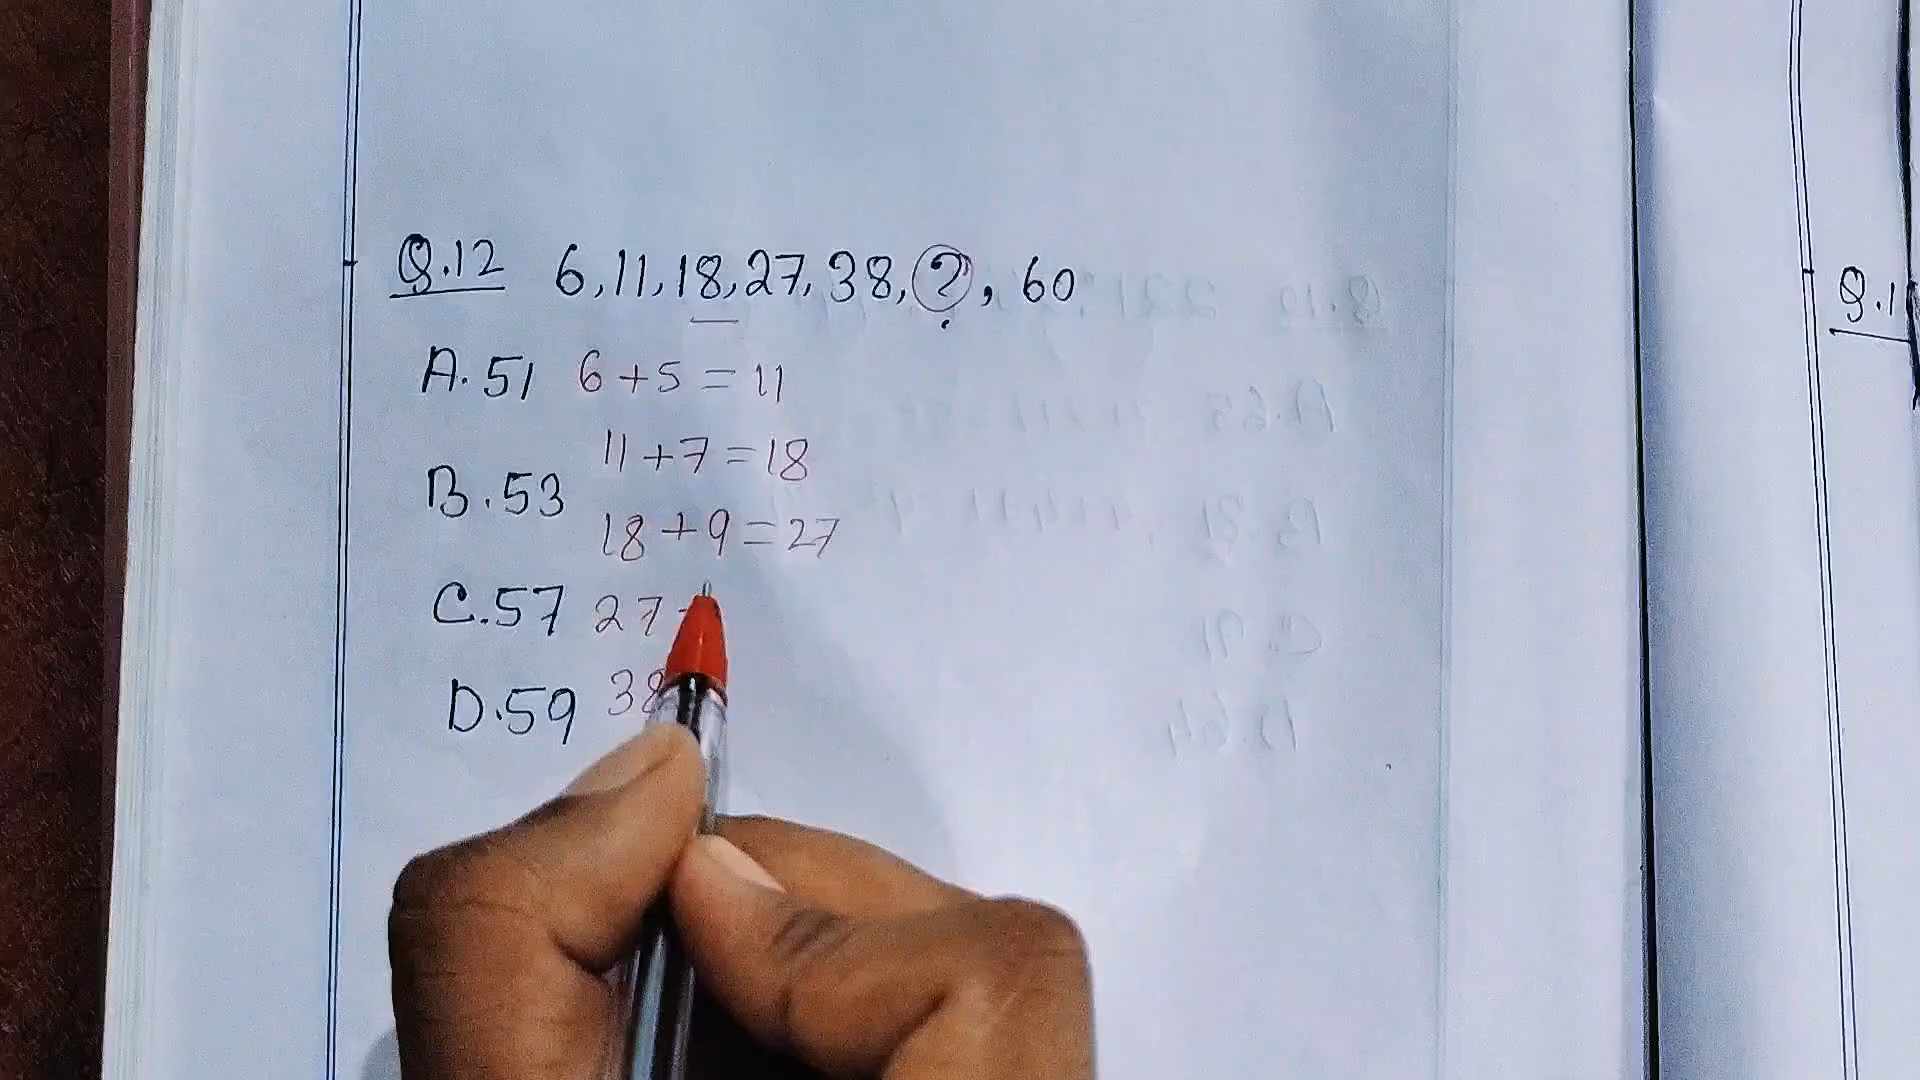 Q.12 6, 11, 18, 27, 38, ?, 60
A. 51 6 + 5 = 11
11 + 7 = 18
B. 53
18 + 9 = 27
C. 57 27
D. 59 38
Q.1